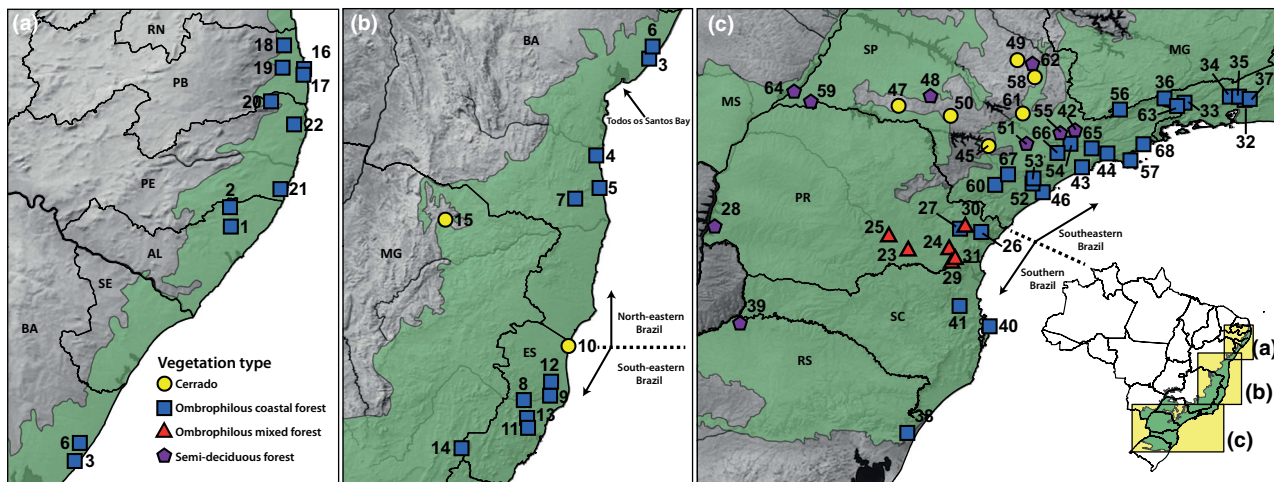 (a)
RN
18
16
PB
19
17
20
22
PE
2
21
1
AL
SE
BA
Vegetation type
Cerrado
Ombrophilous coastal forest
Ombrophilous mixed forest
Semi-deciduous forest
6
3
(b)
BA
6
3
Todos os Santos Bay
4
5
7
15
MG
North-eastern
Brazil
ES
10
South-eastern
Brazil
12
8
9
13
11
14
(c)
SP
49
MG
62
34
35
37
64
59
47
48
58
36
MS
50
61
55
42
56
63
33
32
51
66
65
45
68
67
53
54
43
44
57
60
52
46
PR
28
27
30
25
26
Southeastern
Brazil
24
23
31
29
Southern
Brazil
39
SC
41
40
RS
38
(a)
(b)
(c)